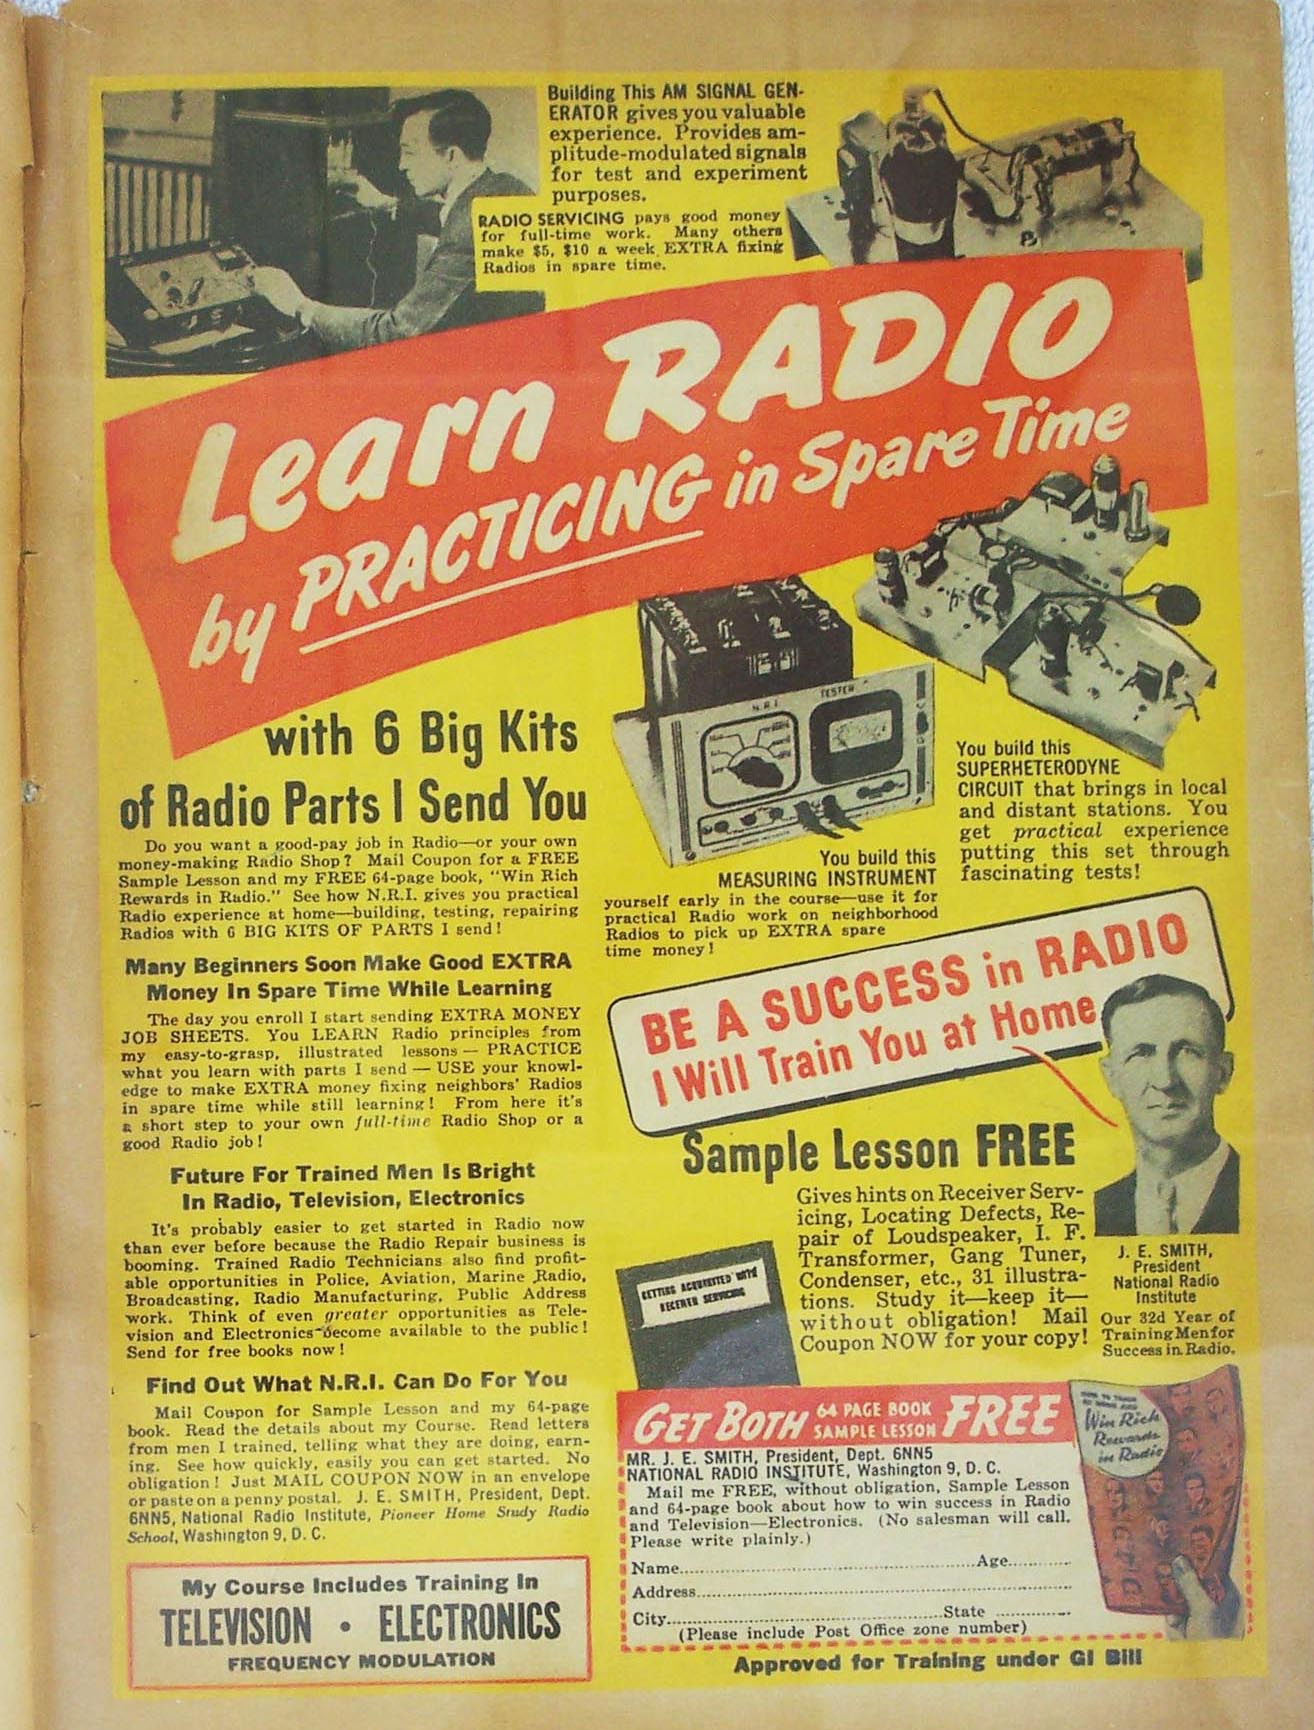 Building This AM SIGNAL GEN-
ERATOR gives you valuable
experience. Provides am-
plitude-modulated signals
for test and experiment
purposes.
RADIO SERVICING pays good money
for full-time work. Many others
make $5, $10 a week EXTRA fixing
Radios in spare time.
Learn RADIO
by PRACTICING in Spare Time
with 6 Big Kits
of Radio Parts I Send You
Do you want a good-pay job in Radio—or your own
money-making Radio Shop? Mail Coupon for a FREE
Sample Lesson and my FREE 64-page book, "Win Rich
Rewards in Radio." See how N.R.I. gives you practical
Radio experience at home—building, testing, repairing
Radios with 6 BIG KITS OF PARTS I send!
Many Beginners Soon Make Good EXTRA
Money In Spare Time While Learning
The day you enroll I start sending EXTRA MONEY
JOB SHEETS. You LEARN Radio principles from
my easy-to-grasp, illustrated lessons — PRACTICE
what you learn with parts I send — USE your knowl-
edge to make EXTRA money fixing neighbors' Radios
in spare time while still learning! From here it's
a short step to your own full-time Radio Shop or a
good Radio job!
Future For Trained Men Is Bright
In Radio, Television, Electronics
It's probably easier to get started in Radio now
than ever before because the Radio Repair business is
booming. Trained Radio Technicians also find profit-
able opportunities in Police, Aviation, Marine Radio,
Broadcasting, Radio Manufacturing, Public Address
work. Think of even greater opportunities as Tele-
vision and Electronics become available to the public!
Send for free books now!
Find Out What N.R.I. Can Do For You
Mail Coupon for Sample Lesson and my 64-page
book. Read the details about my Course. Read letters
from men I trained, telling what they are doing, earn-
ing. See how quickly, easily you can get started. No
obligation! Just MAIL COUPON NOW in an envelope
or paste on a penny postal. J. E. SMITH, President, Dept.
6NN5, National Radio Institute, Pioneer Home Study Radio
School, Washington 9, D. C.
My Course Includes Training In
TELEVISION • ELECTRONICS
FREQUENCY MODULATION
N.R.I. TESTER
You build this
MEASURING INSTRUMENT
yourself early in the course—use it for
practical Radio work on neighborhood
Radios to pick up EXTRA spare
time money!
You build this
SUPERHETERODYNE
CIRCUIT that brings in local
and distant stations. You
get practical experience
putting this set through
fascinating tests!
BE A SUCCESS in RADIO
I Will Train You at Home
Sample Lesson FREE
Gives hints on Receiver Serv-
icing, Locating Defects, Re-
pair of Loudspeaker, I. F.
Transformer, Gang Tuner,
Condenser, etc., 31 illustra-
tions. Study it—keep it—
without obligation! Mail
Coupon NOW for your copy!
GETTING ACQUAINTED WITH
RECEIVER SERVICING
J. E. SMITH,
President
National Radio
Institute
Our 32d Year of
Training Men for
Success in Radio.
GET BOTH 64 PAGE BOOK
SAMPLE LESSON FREE
Win Rich
Rewards
in Radio
MR. J. E. SMITH, President, Dept. 6NN5
NATIONAL RADIO INSTITUTE, Washington 9, D. C.
Mail me FREE, without obligation, Sample Lesson
and 64-page book about how to win success in Radio
and Television—Electronics. (No salesman will call.
Please write plainly.)
Name Age
Address
City State
(Please include Post Office zone number)
Approved for Training under GI Bill